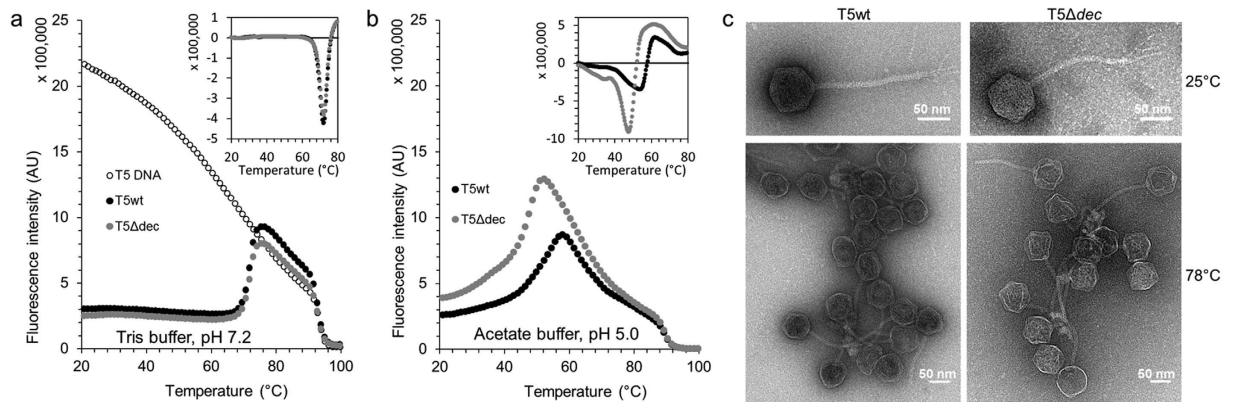 a
x 100,000
25
20
15
10
5
0
Fluorescence intensity (AU)
T5 DNA
T5wt
T5Δdec
Tris buffer, pH 7.2
20 40 60 80 100
Temperature (°C)
x 100,000
1
0
-1
-2
-3
-4
-5
20 40 60 80
Temperature (°C)
b
x 100,000
25
20
15
10
5
0
Fluorescence intensity (AU)
T5wt
T5Δdec
Acetate buffer, pH 5.0
20 40 60 80 100
Temperature (°C)
x 100,000
5
0
-5
-10
20 40 60 80
Temperature (°C)
c
T5wt T5Δdec
50 nm 50 nm 25°C
50 nm 50 nm 78°C